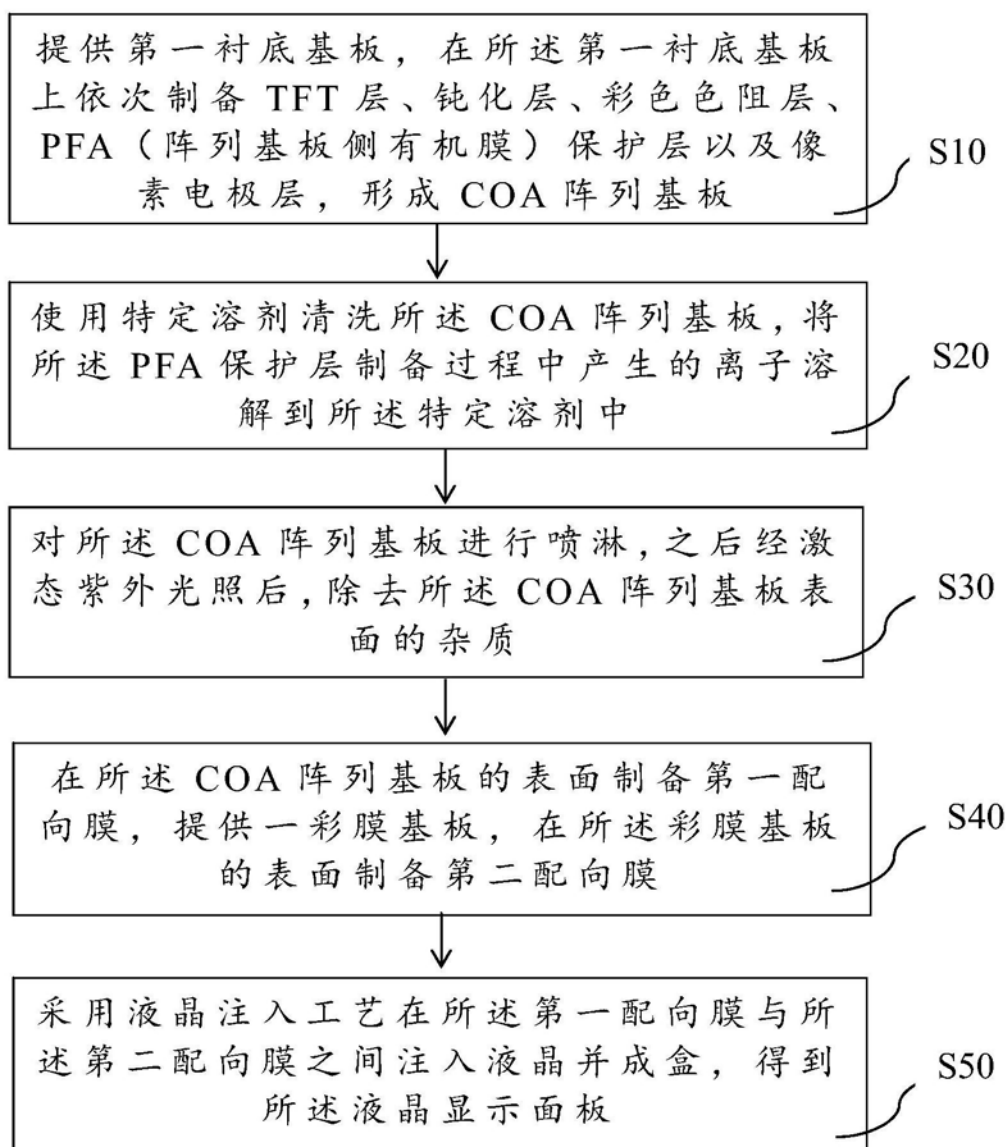 提供第一衬底基板，在所述第一衬底基板
上依次制备 TFT 层、钝化层、彩色色阻层、
PFA（阵列基板侧有机膜）保护层以及像
素电极层，形成 COA 阵列基板
S10
使用特定溶剂清洗所述 COA 阵列基板，将
所述 PFA 保护层制备过程中产生的离子溶
解到所述特定溶剂中
S20
对所述 COA 阵列基板进行喷淋，之后经激
态紫外光照后，除去所述 COA 阵列基板表
面的杂质
S30
在所述 COA 阵列基板的表面制备第一配
向膜，提供一彩膜基板，在所述彩膜基板
的表面制备第二配向膜
S40
采用液晶注入工艺在所述第一配向膜与所
述第二配向膜之间注入液晶并成盒，得到
所述液晶显示面板
S50